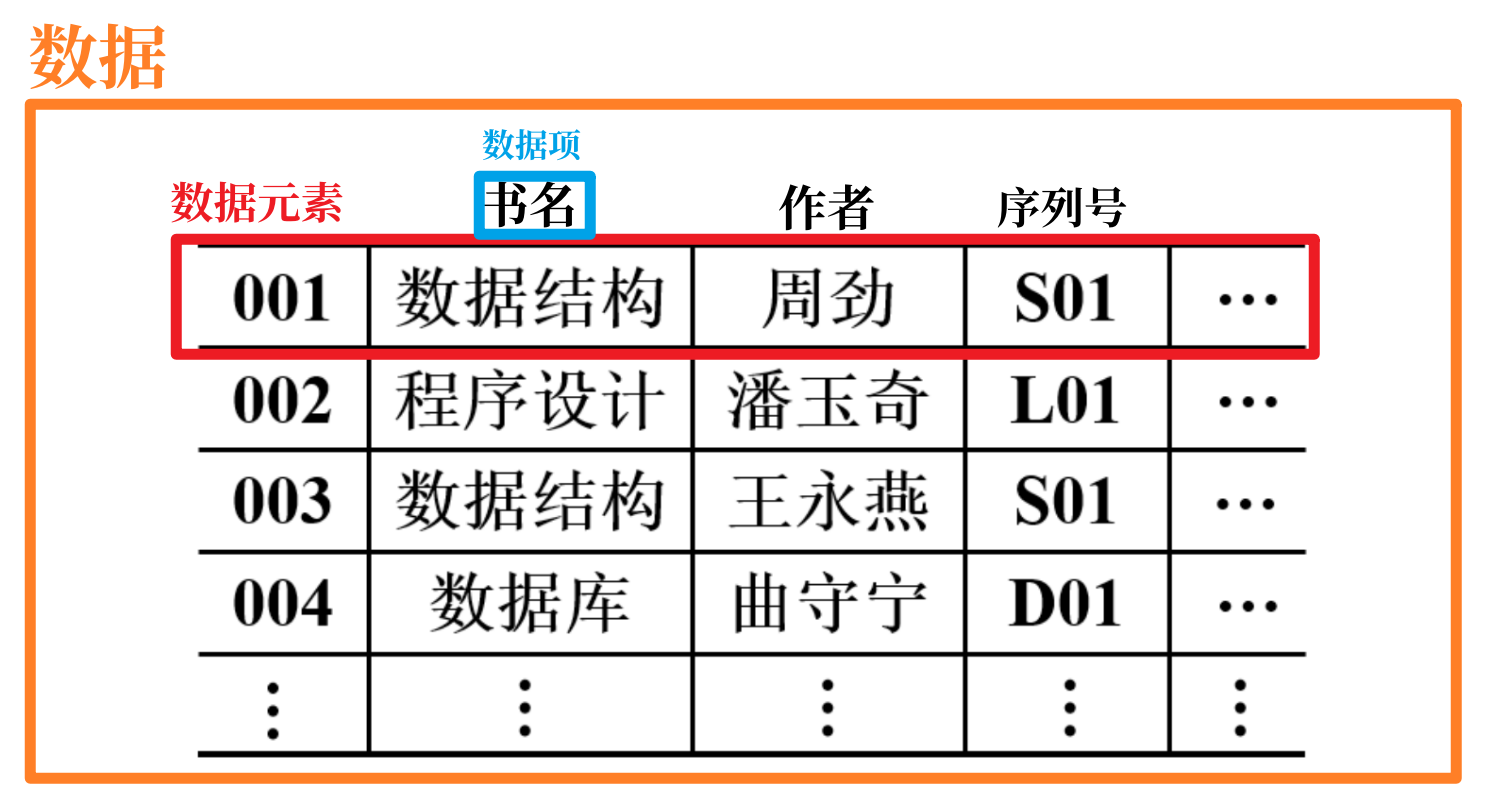 数据
数据项
数据元素 书名 作者 序列号
001 数据结构 周劲 S01 …
002 程序设计 潘玉奇 L01 …
003 数据结构 王永燕 S01 …
004 数据库 曲守宁 D01 …
⋮ ⋮ ⋮ ⋮ ⋮